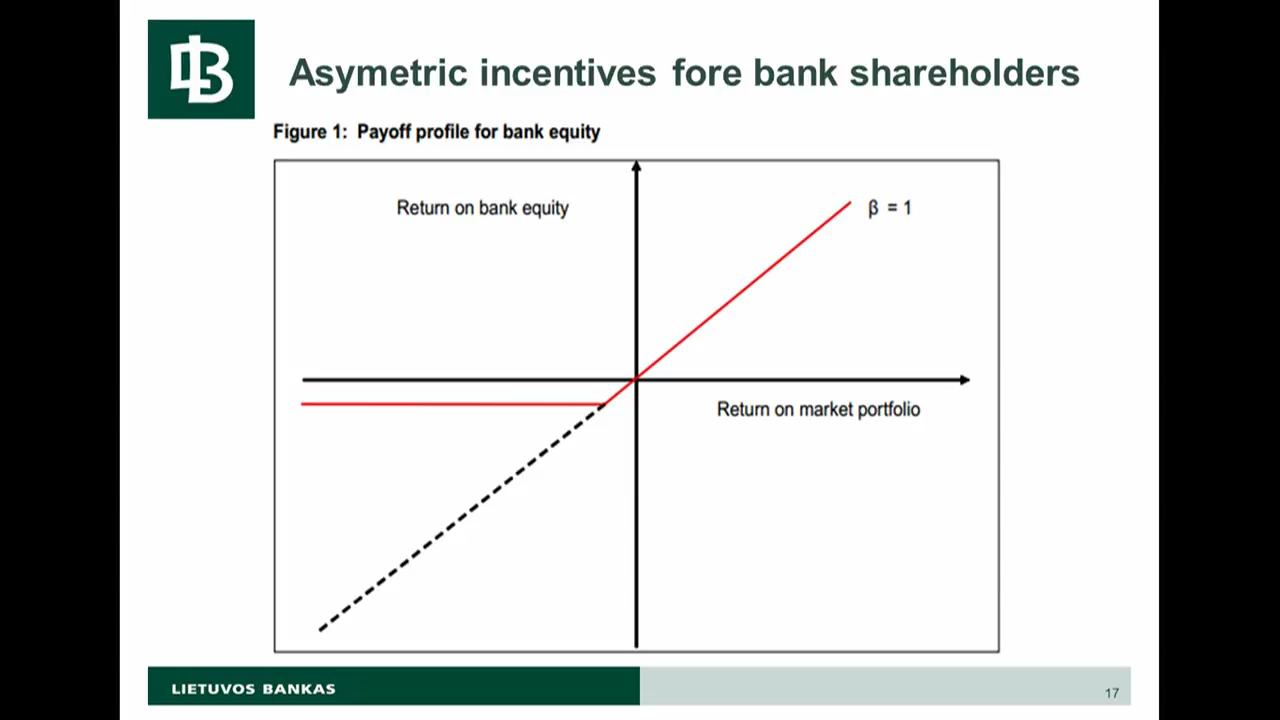 Asymetric incentives fore bank shareholders
Figure 1: Payoff profile for bank equity
Return on bank equity
β = 1
Return on market portfolio
LIETUVOS BANKAS
17